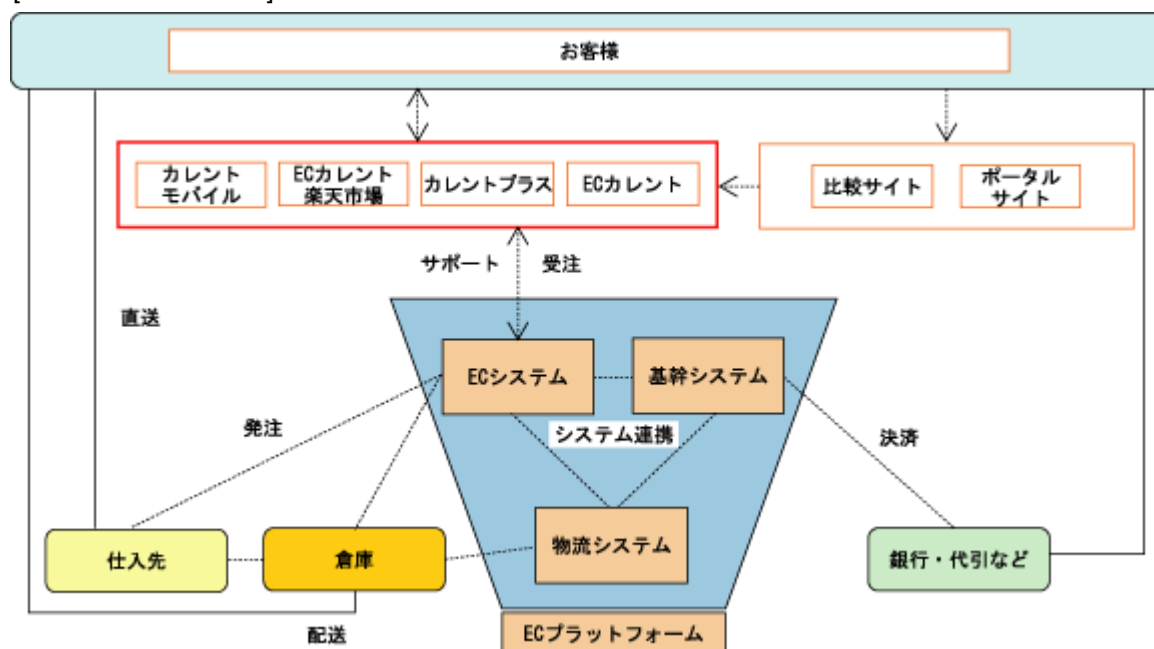 お客様
カレント
モバイル
ECカレント
楽天市場
カレントプラス
ECカレント
比較サイト
ポータル
サイト
サポート
受注
直送
ECシステム
基幹システム
発注
システム連携
決済
仕入先
倉庫
物流システム
銀行・代引など
配送
ECプラットフォーム